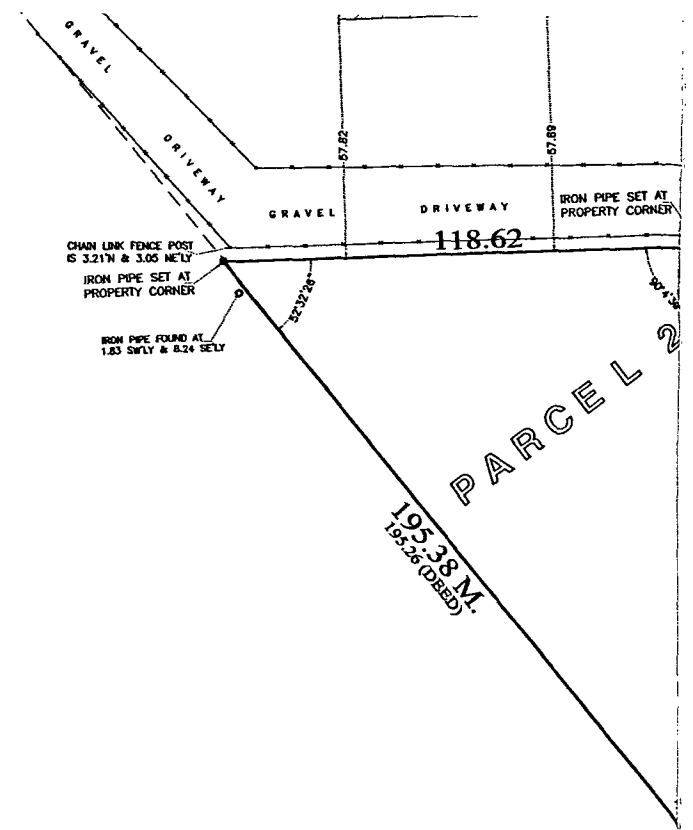 GRAVEL
DRIVEWAY
57.82
57.89
GRAVEL
DRIVEWAY
IRON PIPE SET AT
PROPERTY CORNER
118.62
CHAIN LINK FENCE POST
IS 3.21'N & 3.05 NE'LY
IRON PIPE SET AT
PROPERTY CORNER
IRON PIPE FOUND AT
1.83 SW'LY & 8.24 SE'LY
52°32'26"
PARCEL 2
195.38 M.
195.26 (DEED)